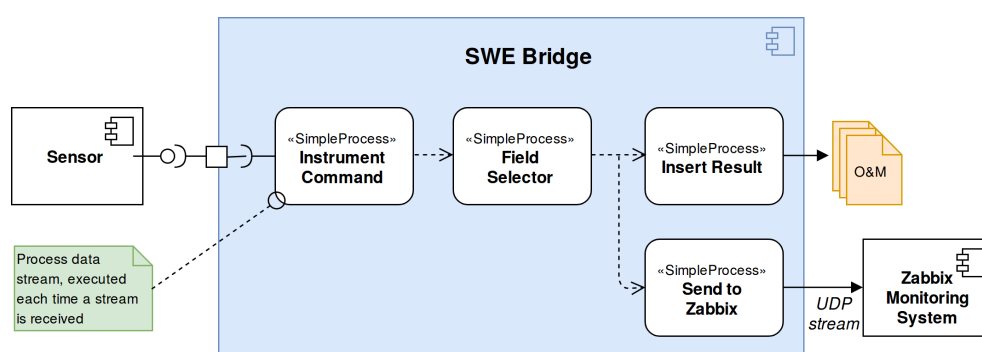 SWE Bridge
Sensor
«SimpleProcess»
Instrument
Command
«SimpleProcess»
Field
Selector
«SimpleProcess»
Insert Result
O&M
Process data
stream, executed
each time a stream
is received
«SimpleProcess»
Send to
Zabbix
UDP
stream
Zabbix
Monitoring
System